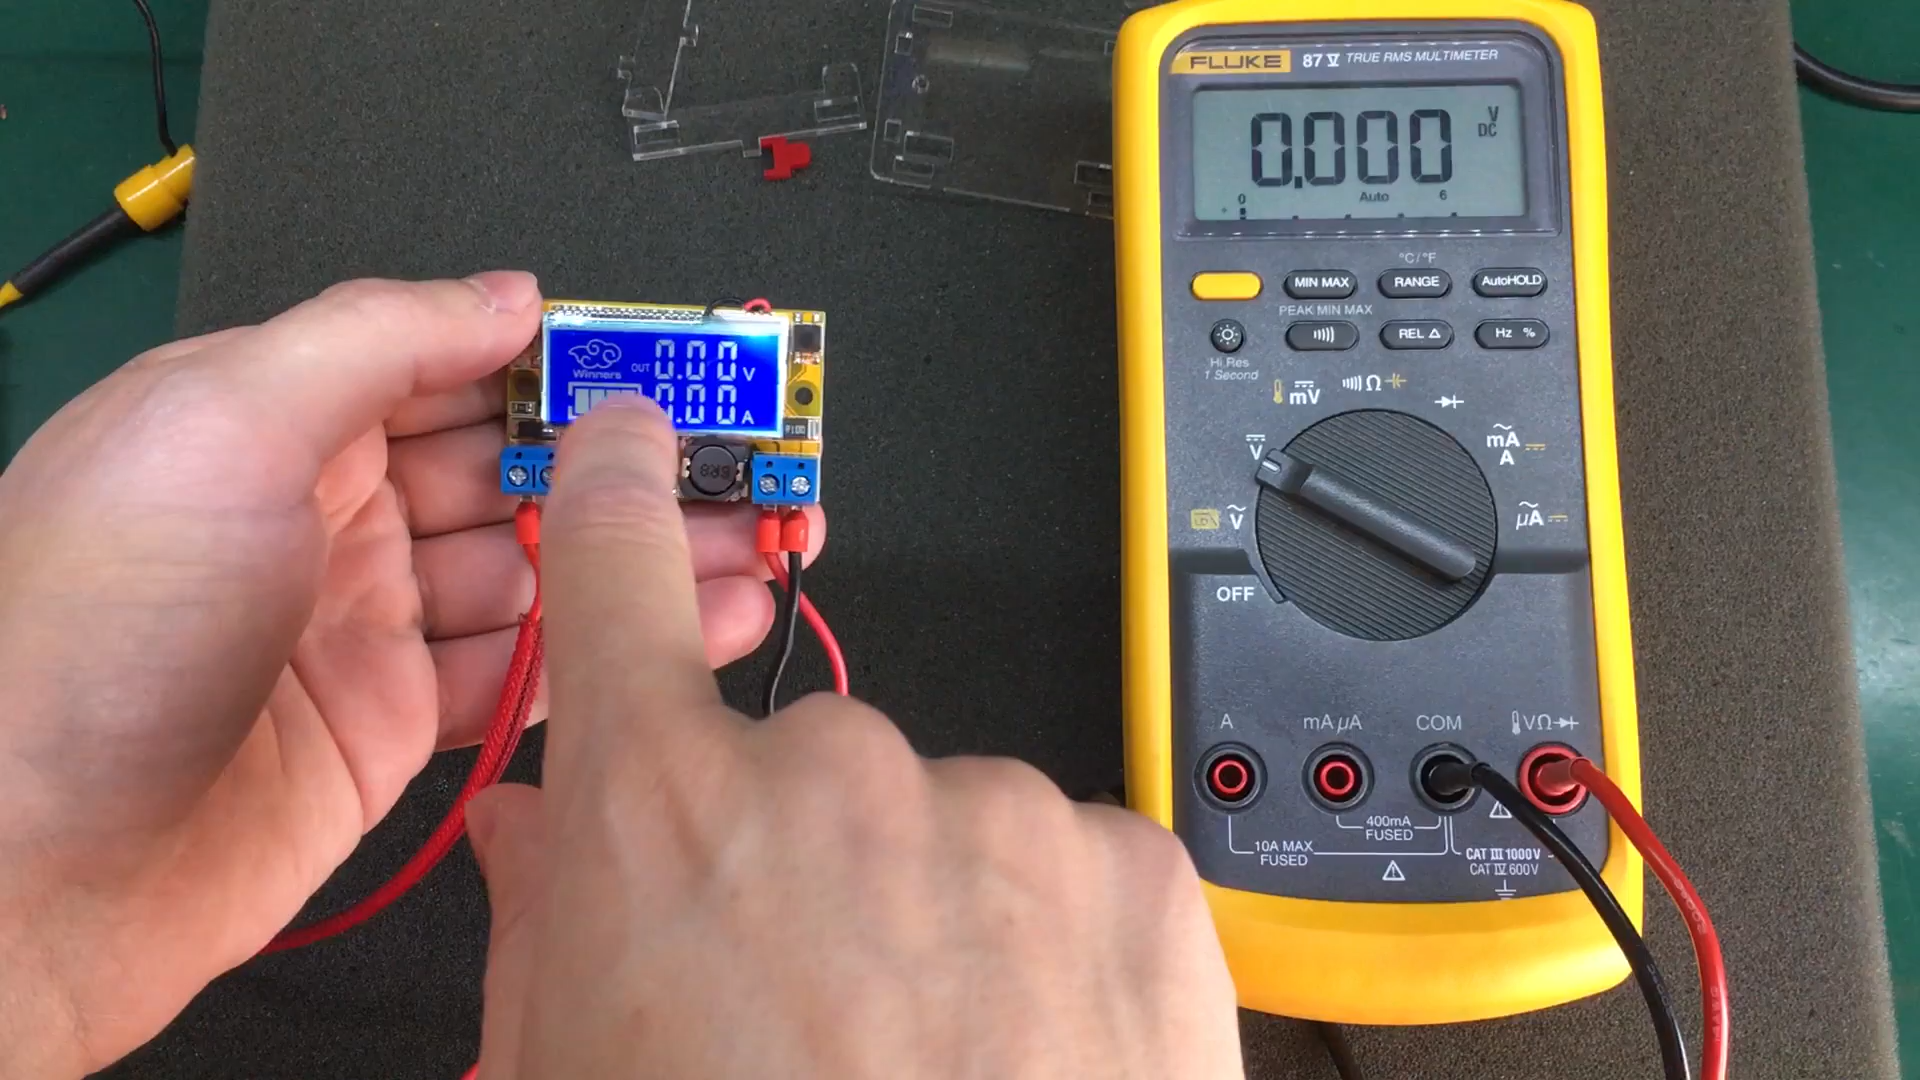 Winners
OUT 0.00 V
0.00 A
6R8
R100
FLUKE 87 V TRUE RMS MULTIMETER
0.000 V DC
0 Auto 6
°C/°F
MIN MAX RANGE AutoHOLD
PEAK MIN MAX
REL Δ Hz %
Hi Res
1 Second
mV Ω
V mA
A
V µA
OFF
A mA µA COM VΩ
400mA
FUSED
10A MAX
FUSED
CAT III 1000V
CAT IV 600V